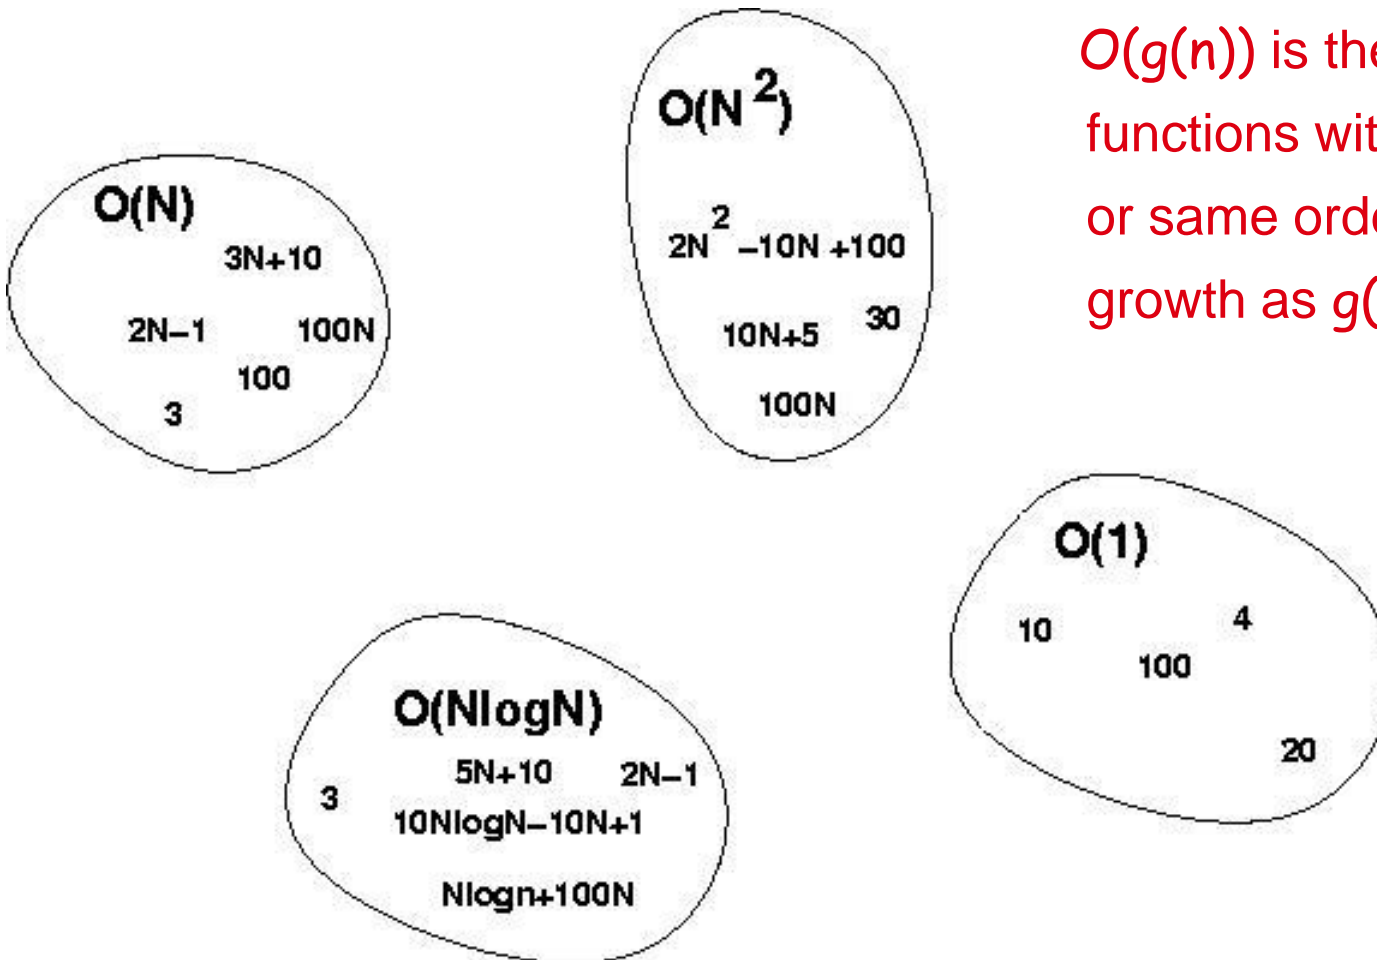 O(g(n)) is the
functions wit
or same orde
growth as g(
O(N)
3N+10
2N–1 100N
100
3
O(N²)
2N² –10N +100
10N+5 30
100N
O(1)
10 4
100
20
O(NlogN)
5N+10 2N–1
3
10NlogN–10N+1
Nlogn+100N